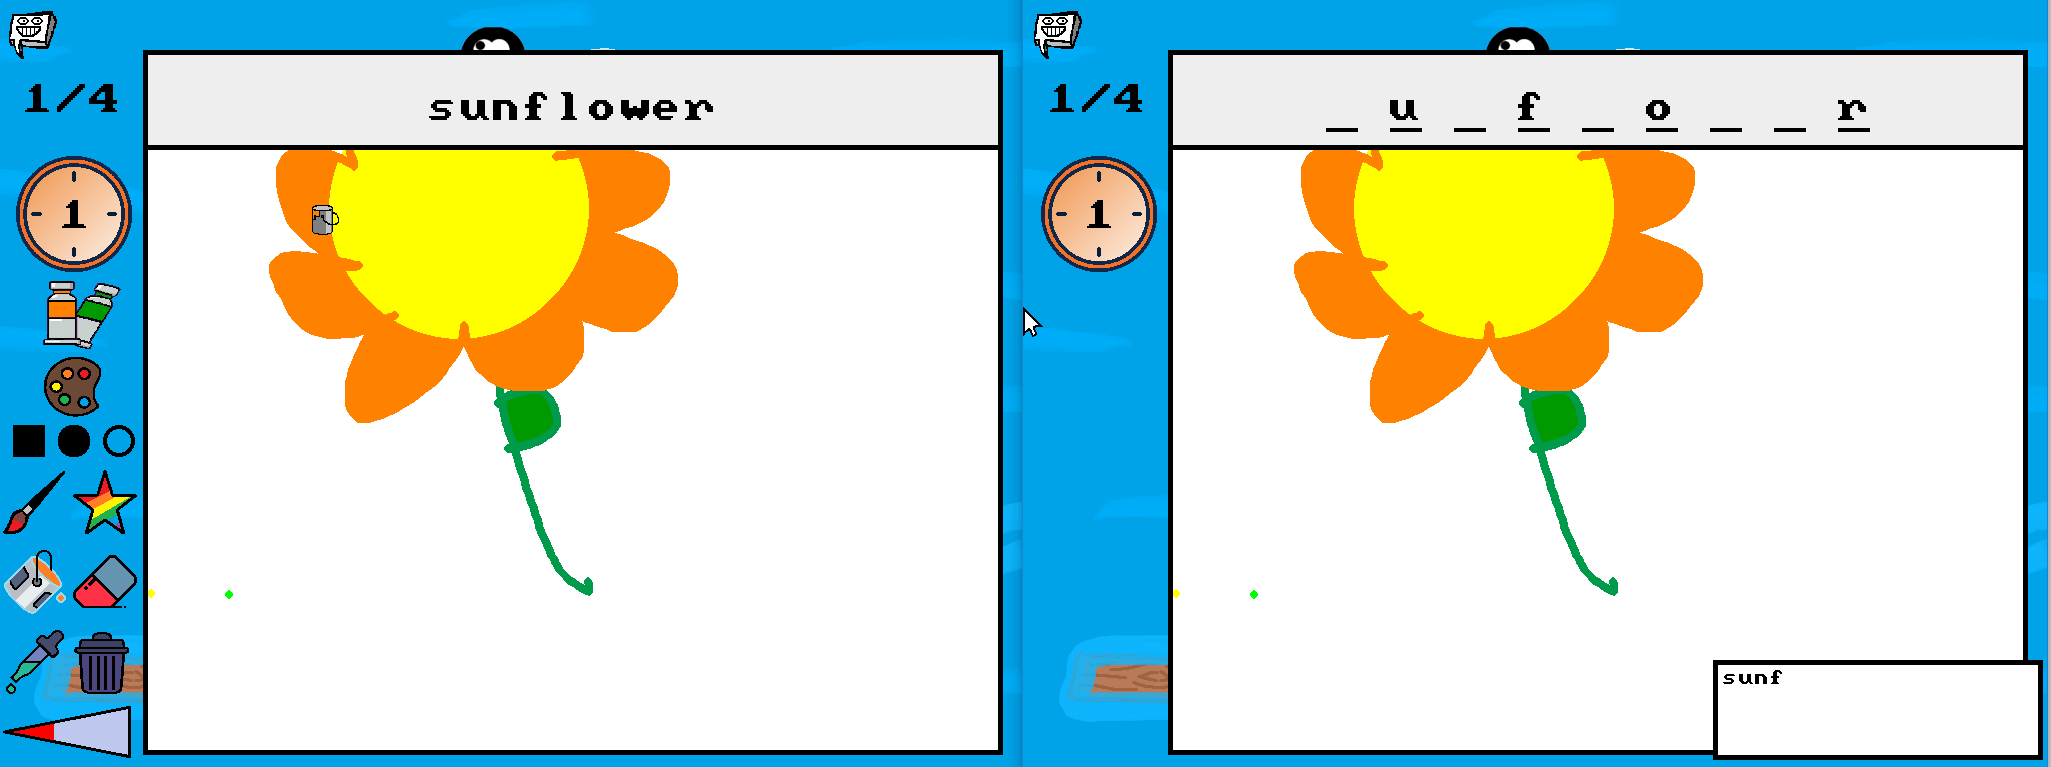 1/4
sunflower
1
1/4
_ u _ f _ o _ _ r
1
sunf